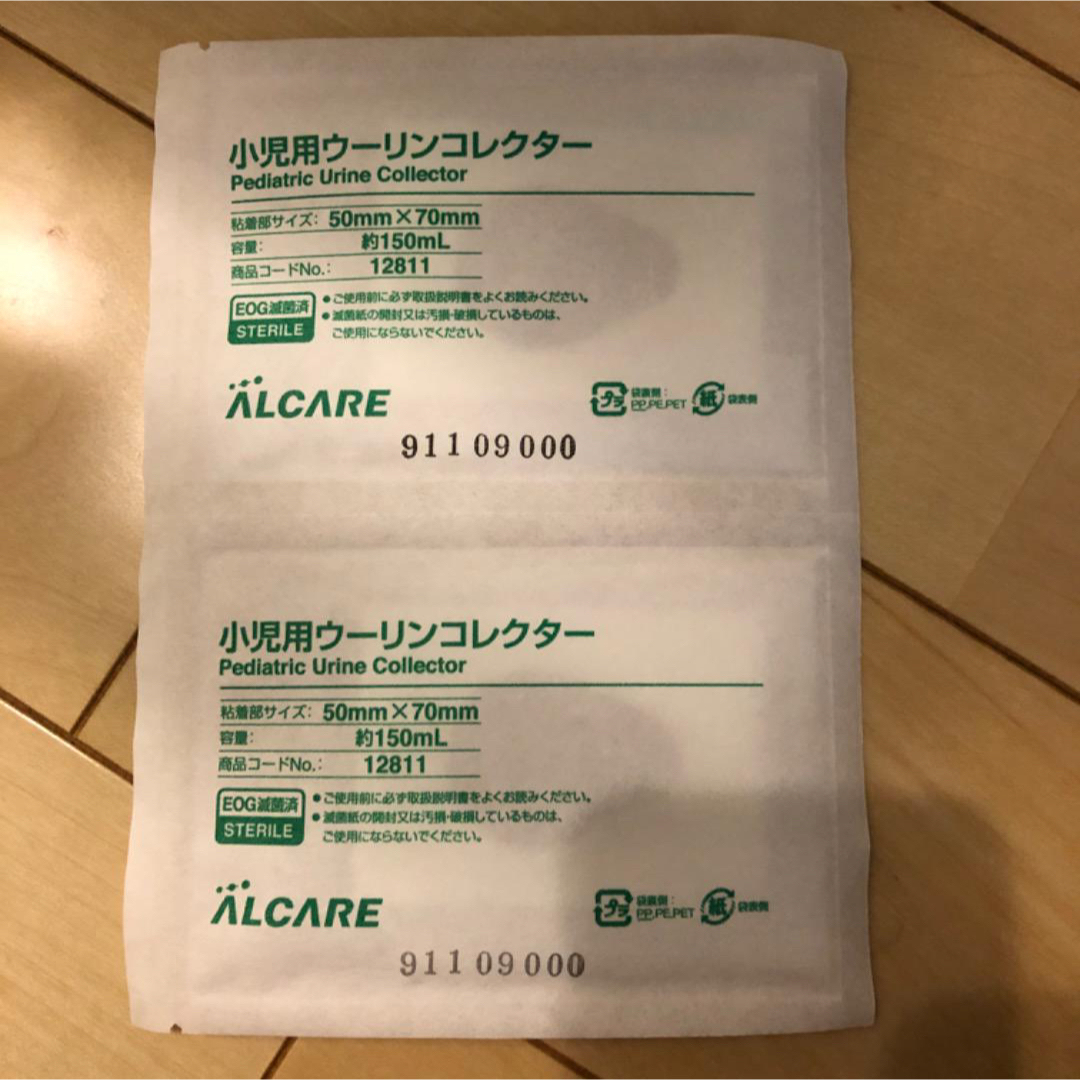 小児用ウーリンコレクター
Pediatric Urine Collector
粘着部サイズ: 50mm×70mm
容量: 約150mL
商品コードNo.: 12811
EOG滅菌済
STERILE
●ご使用前に必ず取扱説明書をよくお読みください。
●滅菌紙の開封又は汚損・破損しているものは、
ご使用にならないでください。
ALCARE
プラ 袋裏側:
PP,PE,PET
紙 袋表側
91109000
小児用ウーリンコレクター
Pediatric Urine Collector
粘着部サイズ: 50mm×70mm
容量: 約150mL
商品コードNo.: 12811
EOG滅菌済
STERILE
●ご使用前に必ず取扱説明書をよくお読みください。
●滅菌紙の開封又は汚損・破損しているものは、
ご使用にならないでください。
ALCARE
プラ 袋裏側:
PP,PE,PET
紙 袋表側
91109000